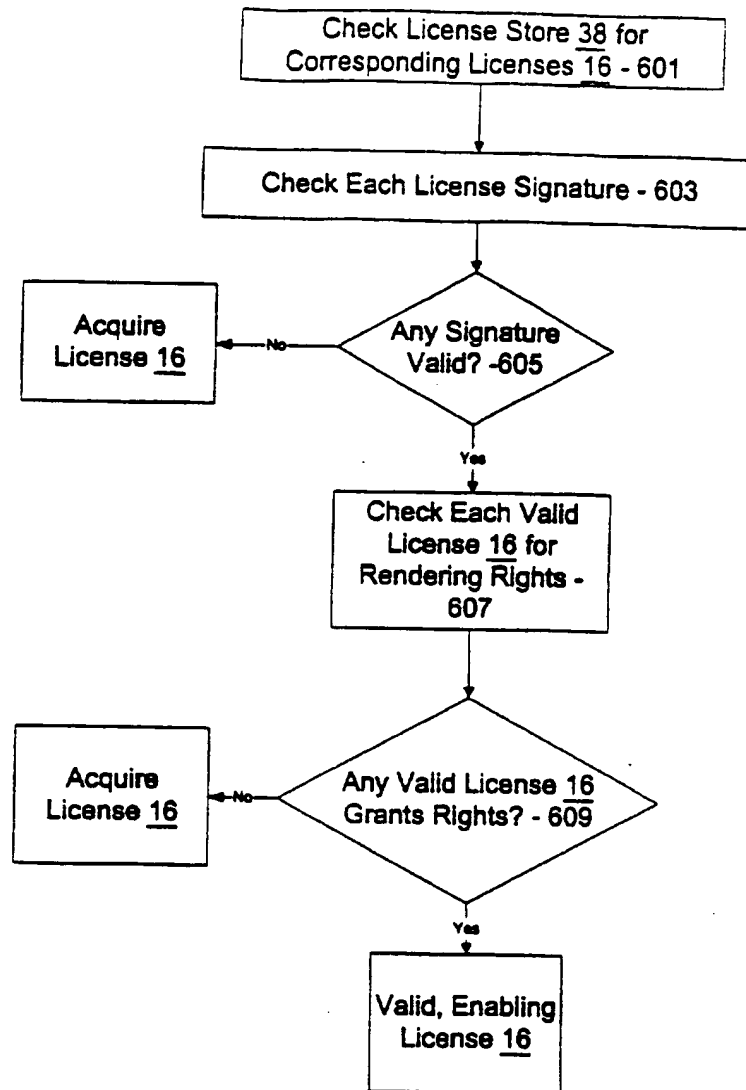 Check License Store 38 for
Corresponding Licenses 16 - 601
Check Each License Signature - 603
Any Signature
Valid? -605
No
Acquire
License 16
Yes
Check Each Valid
License 16 for
Rendering Rights -
607
Any Valid License 16
Grants Rights? - 609
No
Acquire
License 16
Yes
Valid, Enabling
License 16